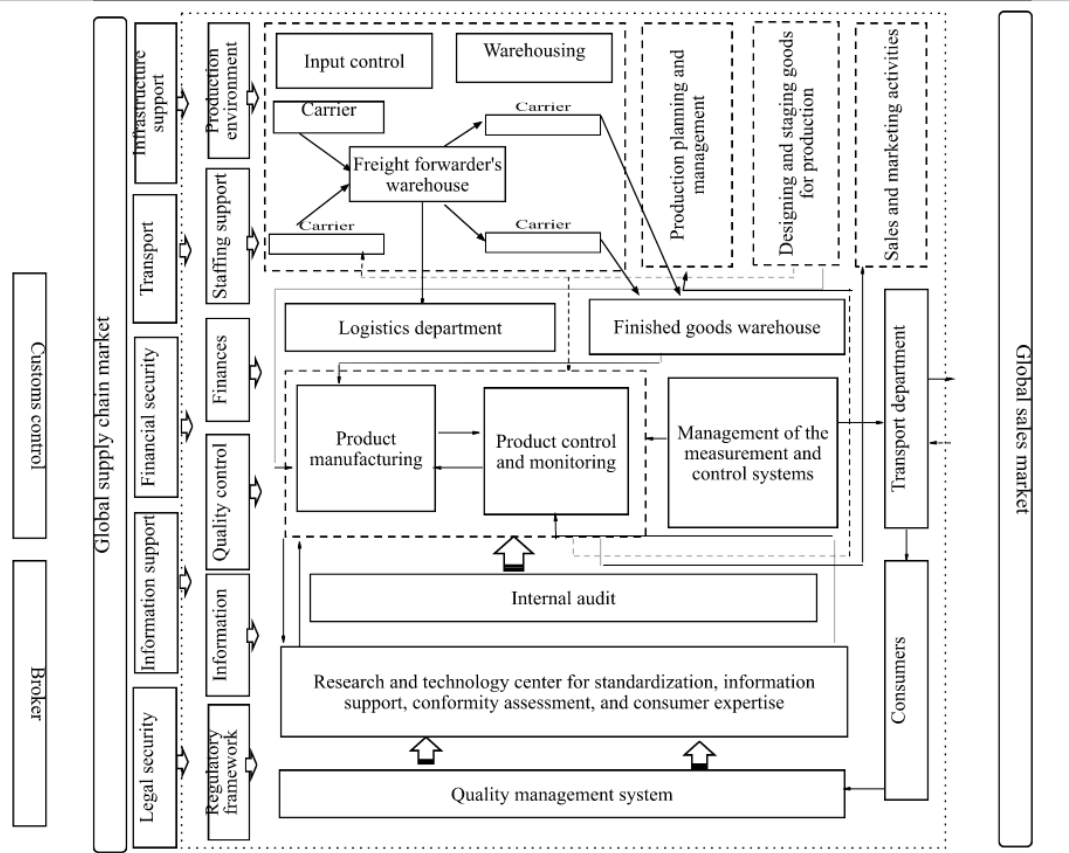 Customs control
Broker
Global supply chain market
Infrastructure
support
Transport
Financial security
Information support
Legal security
Production
environment
Staffing support
Finances
Quality control
Information
Regulatory
framework
Input control
Warehousing
Carrier
Carrier
Freight forwarder's
warehouse
Carrier
Carrier
Production planning and
management
Designing and staging goods
for production
Sales and marketing activities
Logistics department
Finished goods warehouse
Product
manufacturing
Product control
and monitoring
Management of the
measurement and
control systems
Internal audit
Research and technology center for standardization, information
support, conformity assessment, and consumer expertise
Quality management system
Transport department
Consumers
Global sales market